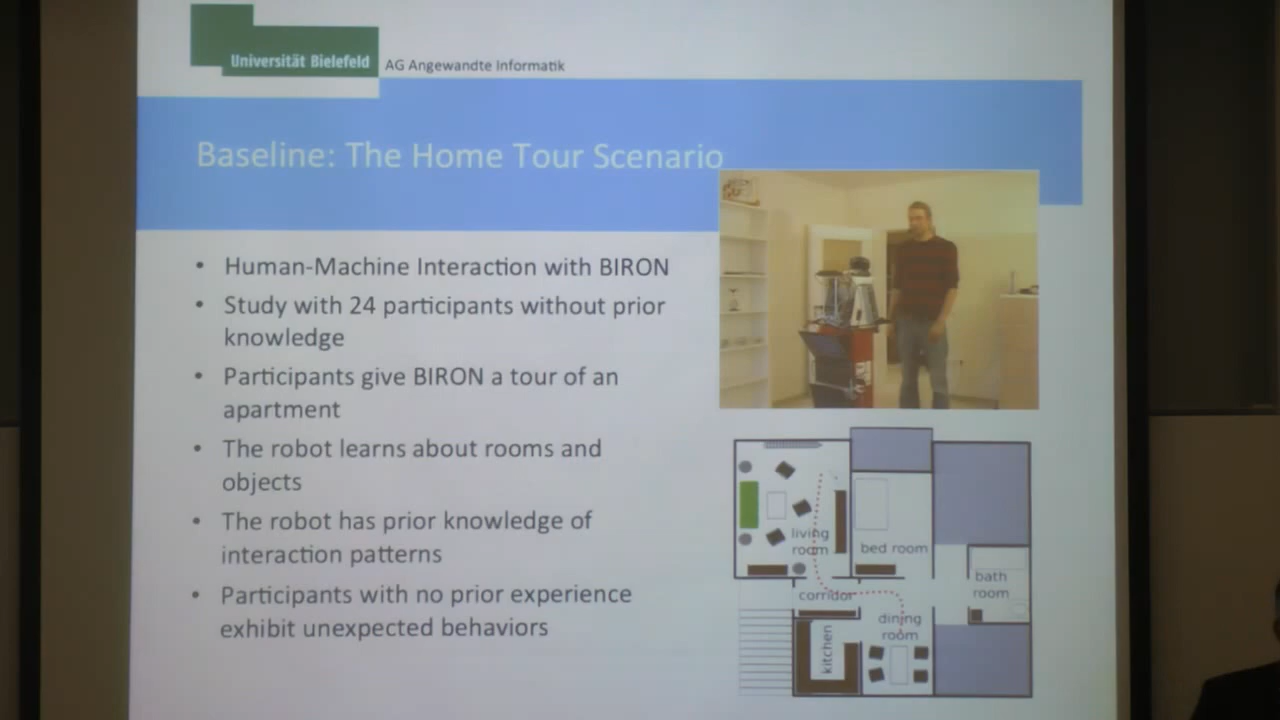 Universität Bielefeld
AG Angewandte Informatik
Baseline: The Home Tour Scenario
• Human-Machine Interaction with BIRON
• Study with 24 participants without prior
knowledge
• Participants give BIRON a tour of an
apartment
• The robot learns about rooms and
objects
• The robot has prior knowledge of
interaction patterns
• Participants with no prior experience
exhibit unexpected behaviors
living
room
bed room
bath
room
corridor
dining
room
kitchen